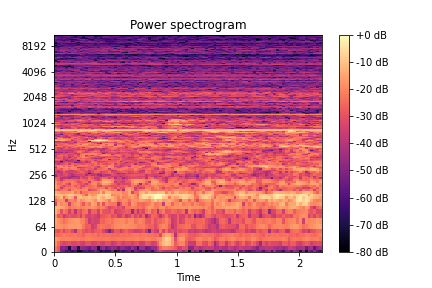 Power spectrogram
Hz
8192
4096
2048
1024
512
256
128
64
0
0
0.5
1
1.5
2
Time
+0 dB
-10 dB
-20 dB
-30 dB
-40 dB
-50 dB
-60 dB
-70 dB
-80 dB